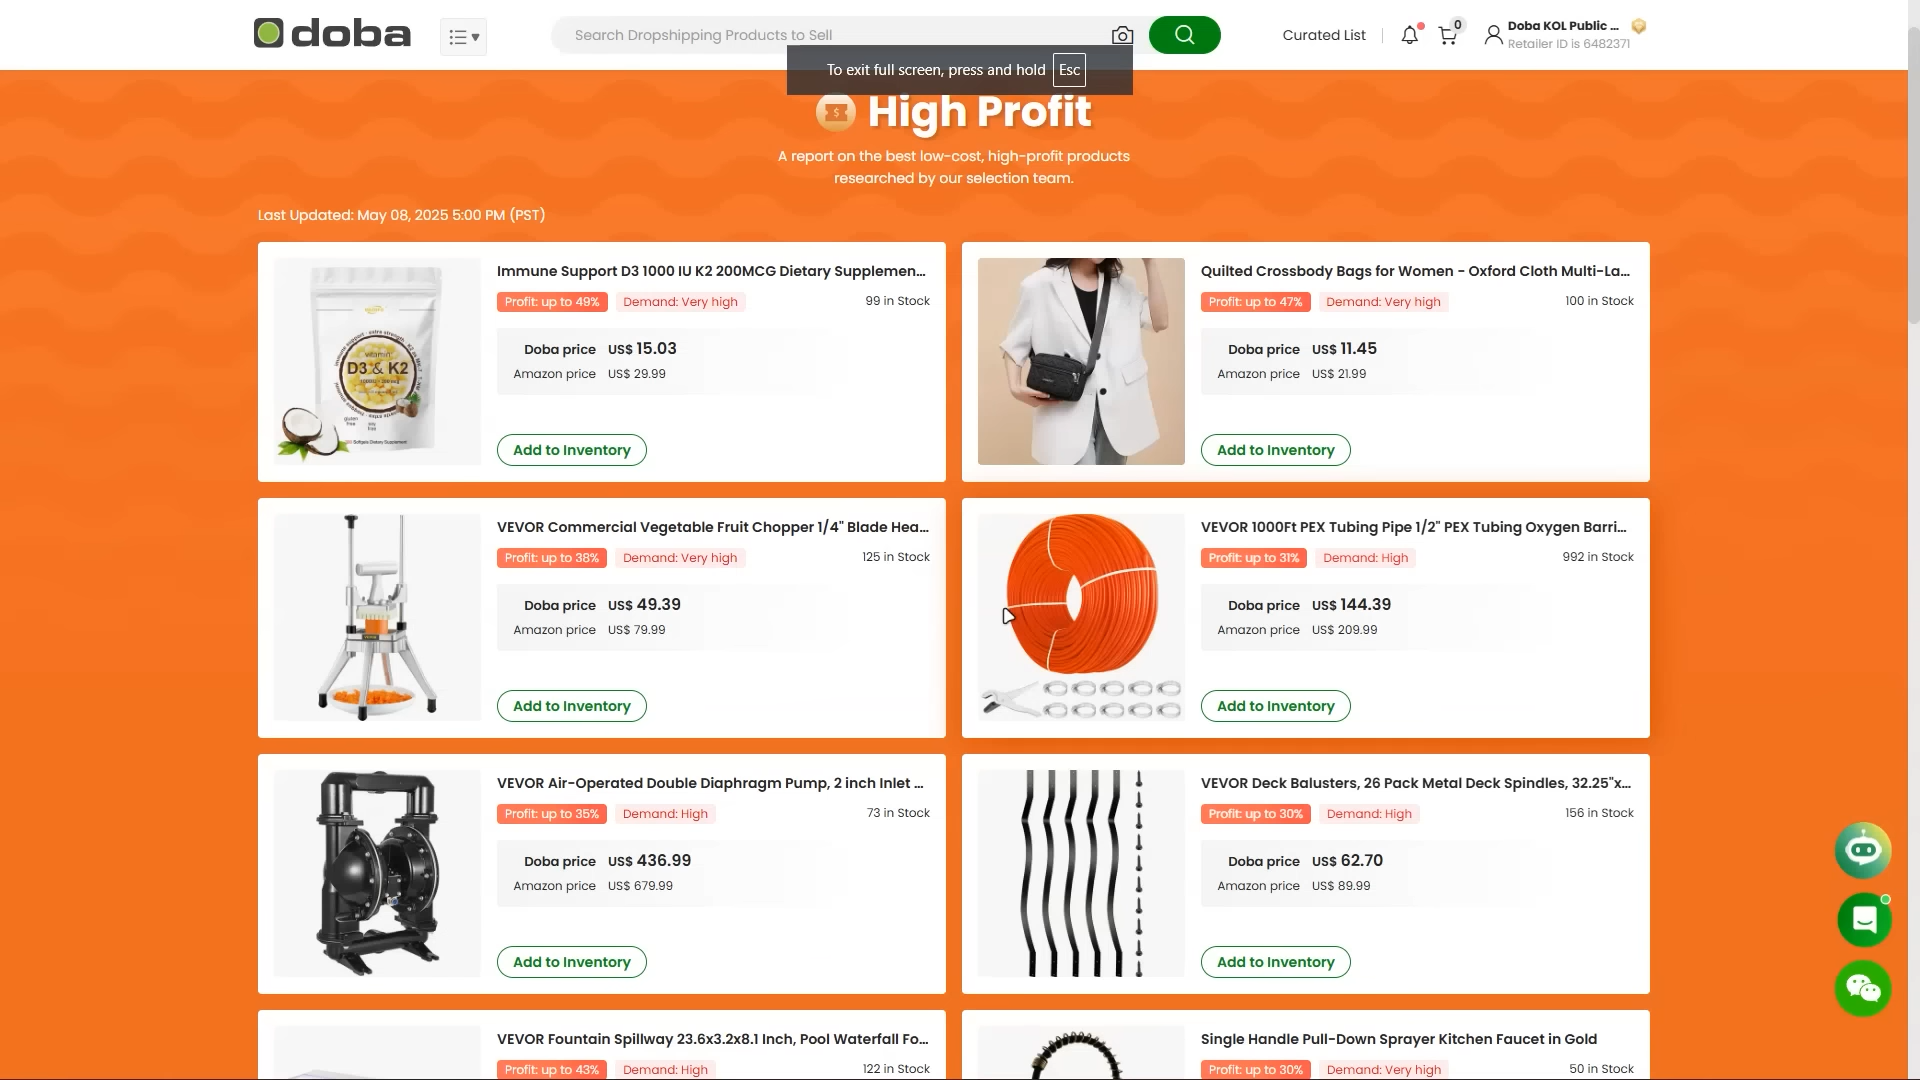 doba
Search Dropshipping Products to Sell
Curated List
0
Doba KOL Public ...
Retailer ID is 6482371
To exit full screen, press and hold Esc
High Profit
A report on the best low-cost, high-profit products
researched by our selection team.
Last Updated: May 08, 2025 5:00 PM (PST)
Immune Support D3 1000 IU K2 200MCG Dietary Supplemen...
Profit: up to 49% Demand: Very high 99 in Stock
Doba price US$ 15.03
Amazon price US$ 29.99
Add to Inventory
vitamin
D3 & K2
Quilted Crossbody Bags for Women - Oxford Cloth Multi-La...
Profit: up to 47% Demand: Very high 100 in Stock
Doba price US$ 11.45
Amazon price US$ 21.99
Add to Inventory
VEVOR Commercial Vegetable Fruit Chopper 1/4" Blade Hea...
Profit: up to 38% Demand: Very high 125 in Stock
Doba price US$ 49.39
Amazon price US$ 79.99
Add to Inventory
VEVOR 1000Ft PEX Tubing Pipe 1/2" PEX Tubing Oxygen Barri...
Profit: up to 31% Demand: High 992 in Stock
Doba price US$ 144.39
Amazon price US$ 209.99
Add to Inventory
VEVOR Air-Operated Double Diaphragm Pump, 2 inch Inlet ...
Profit: up to 35% Demand: High 73 in Stock
Doba price US$ 436.99
Amazon price US$ 679.99
Add to Inventory
VEVOR Deck Balusters, 26 Pack Metal Deck Spindles, 32.25"x...
Profit: up to 30% Demand: High 156 in Stock
Doba price US$ 62.70
Amazon price US$ 89.99
Add to Inventory
VEVOR Fountain Spillway 23.6x3.2x8.1 Inch, Pool Waterfall Fo...
Profit: up to 43% Demand: High 122 in Stock
Single Handle Pull-Down Sprayer Kitchen Faucet in Gold
Profit: up to 30% Demand: Very high 50 in Stock